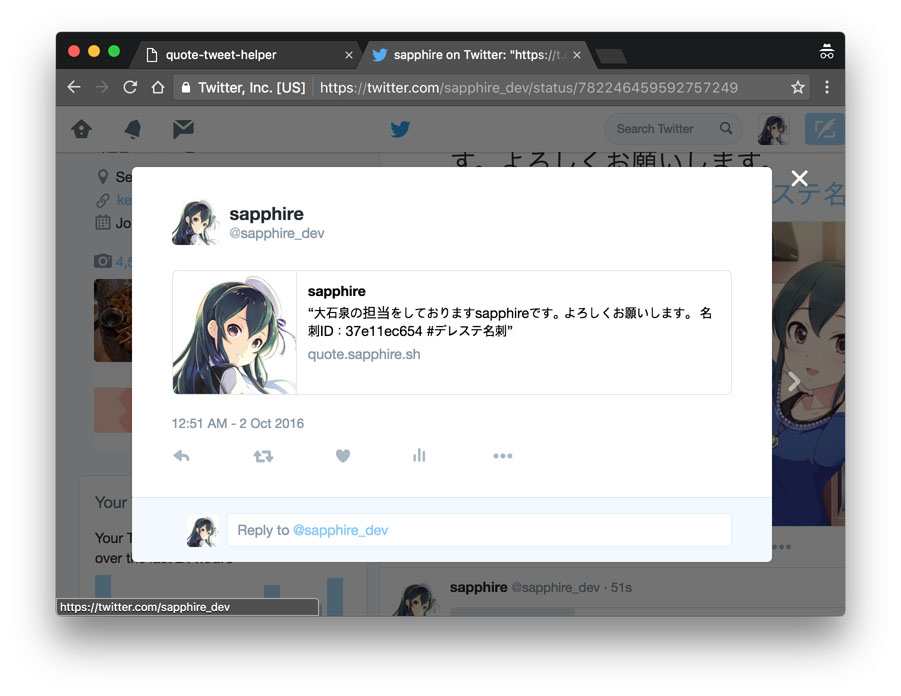 quote-tweet-helper
sapphire on Twitter: "https://t.c
Twitter, Inc. [US]
https://twitter.com/sapphire_dev/status/782246459592757249
Search Twitter
す。よろしくお願いします。
ステ名
Se
ke
Jo
4,5
sapphire
@sapphire_dev
sapphire
“大石泉の担当をしておりますsapphireです。よろしくお願いします。 名
刺ID：37e11ec654 #デレステ名刺”
quote.sapphire.sh
12:51 AM - 2 Oct 2016
Reply to @sapphire_dev
Your T
Your T
over the last 24 hours
sapphire @sapphire_dev · 51s
https://twitter.com/sapphire_dev